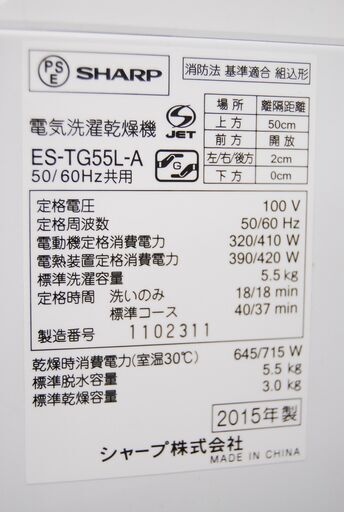 PSE SHARP
消防法 基準適合 組込形
電気洗濯乾燥機
S-JET
ES-TG55L-A
50/60Hz共用
場所 離隔距離
上方 50cm
前方 開放
左/右/後方 2cm
下方 0cm
定格電圧 100 V
定格周波数 50/60 Hz
電動機定格消費電力 320/410 W
電熱装置定格消費電力 390/420 W
標準洗濯容量 5.5 kg
定格時間 洗いのみ 18/18 min
標準コース 40/37 min
製造番号 1102311
乾燥時消費電力(室温30℃) 645/715 W
標準脱水容量 5.5 kg
標準乾燥容量 3.0 kg
2015年製
シャープ株式会社
MADE IN CHINA